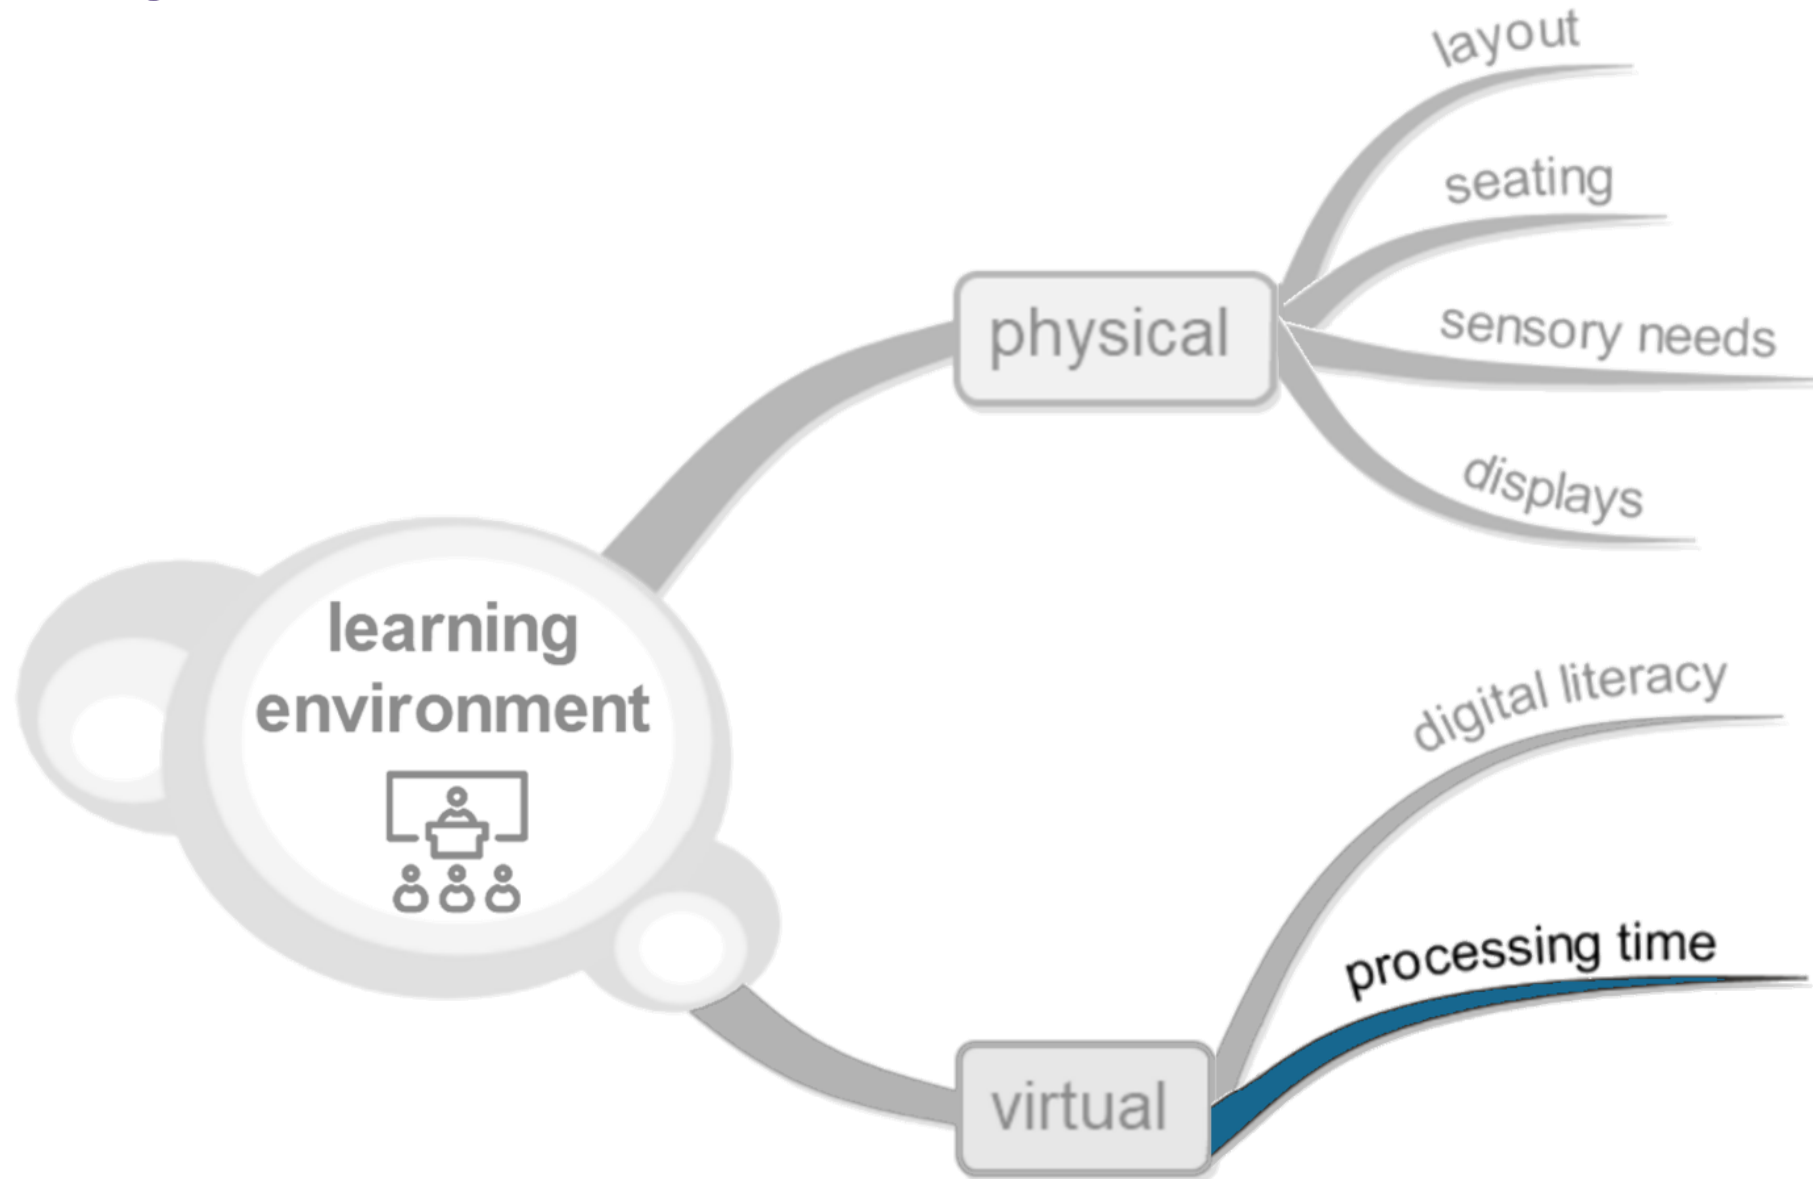 layout
seating
physical
sensory needs
displays
learning
environment
digital literacy
processing time
virtual